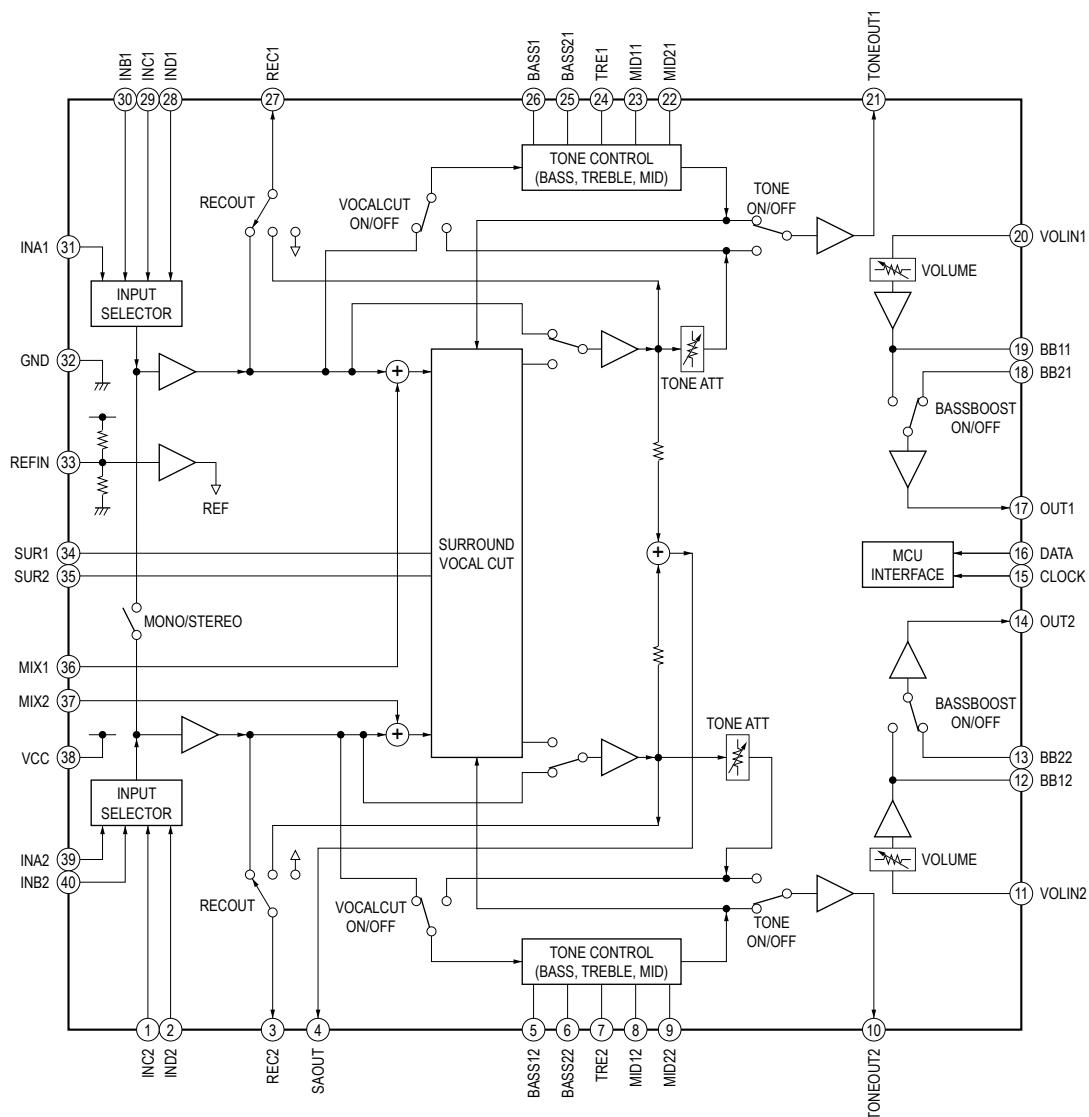 INB1
INC1
IND1
REC1
BASS1
BASS21
TRE1
MID11
MID21
TONEOUT1
30
29
28
27
26
25
24
23
22
21
TONE CONTROL
(BASS, TREBLE, MID)
RECOUT
VOCALCUT
ON/OFF
TONE
ON/OFF
INA1
31
20
VOLIN1
INPUT
SELECTOR
VOLUME
GND
32
19
BB11
18
BB21
TONE ATT
BASSBOOST
ON/OFF
REFIN
33
REF
17
OUT1
SUR1
34
SUR2
35
SURROUND
VOCAL CUT
+
+
+
MCU
INTERFACE
16
DATA
15
CLOCK
MONO/STEREO
14
OUT2
MIX1
36
MIX2
37
TONE ATT
BASSBOOST
ON/OFF
VCC
38
13
BB22
12
BB12
INPUT
SELECTOR
INA2
39
INB2
40
VOLUME
RECOUT
VOCALCUT
ON/OFF
TONE
ON/OFF
11
VOLIN2
TONE CONTROL
(BASS, TREBLE, MID)
1
2
3
4
5
6
7
8
9
10
INC2
IND2
REC2
SAOUT
BASS12
BASS22
TRE2
MID12
MID22
TONEOUT2